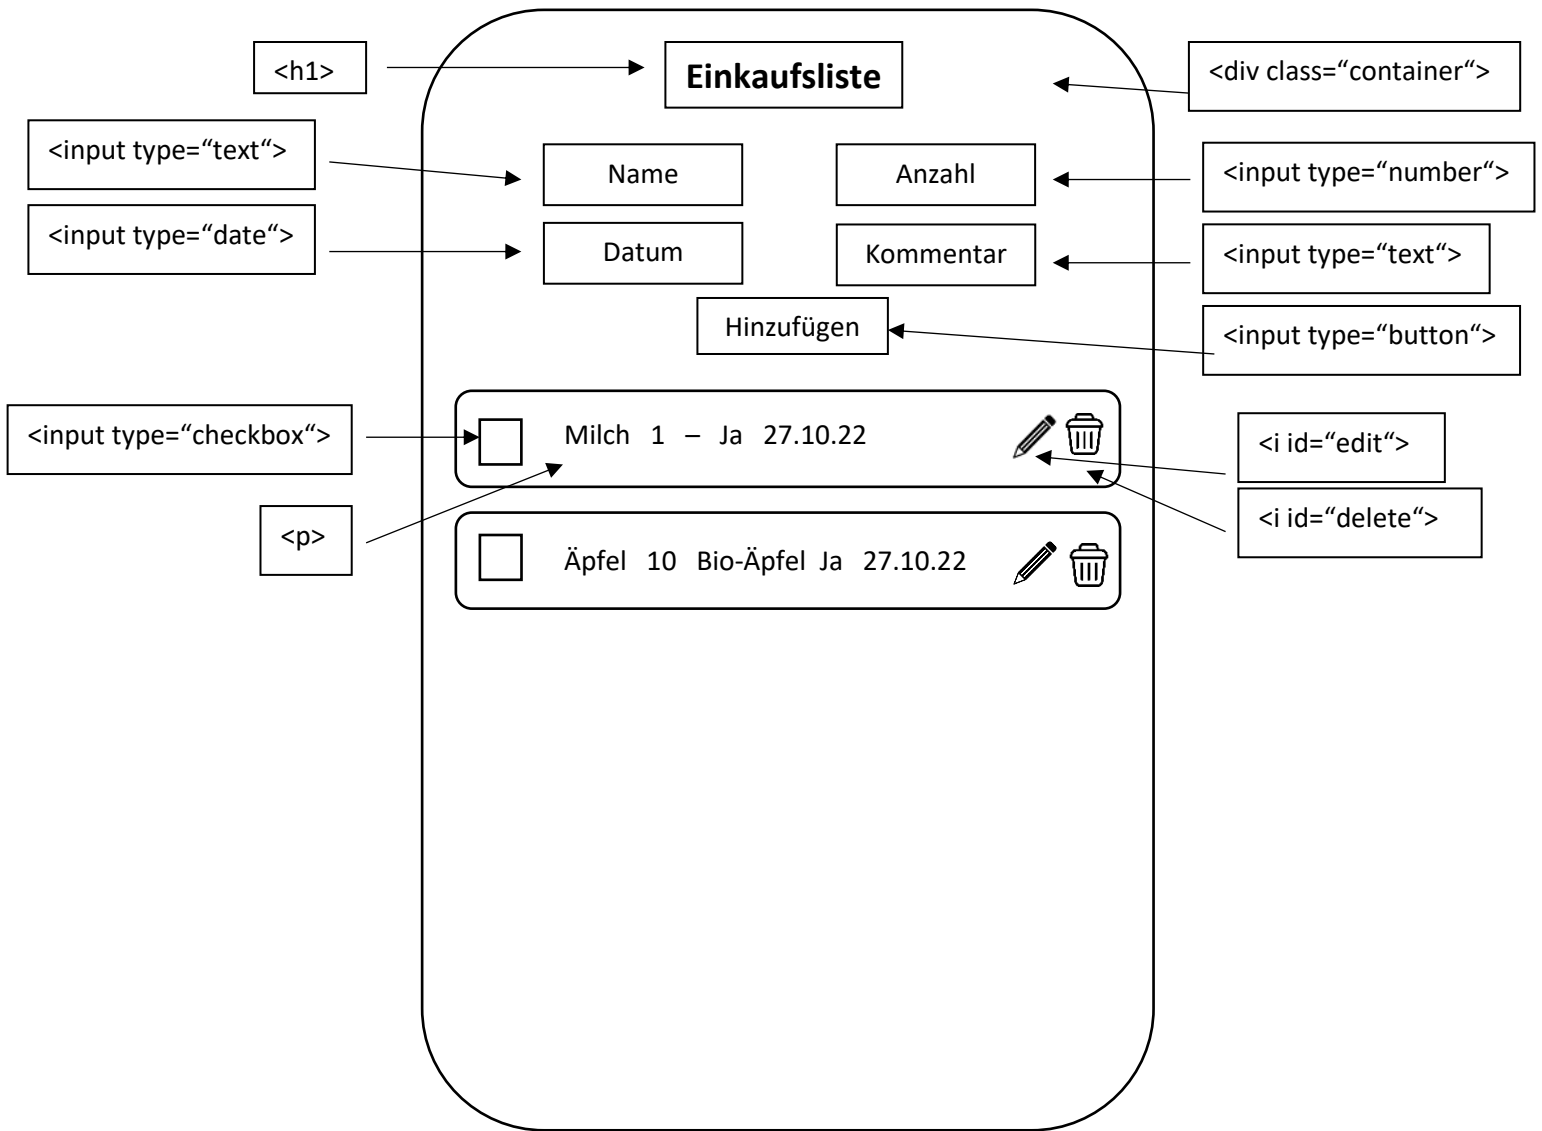 <h1>
Einkaufsliste
<div class=“container“>
<input type=“text“>
Name
Anzahl
<input type=“number“>
<input type=“date“>
Datum
Kommentar
<input type=“text“>
Hinzufügen
<input type=“button“>
<input type=“checkbox“>
Milch 1 – Ja 27.10.22
<i id=“edit“>
<i id=“delete“>
<p>
Äpfel 10 Bio-Äpfel Ja 27.10.22